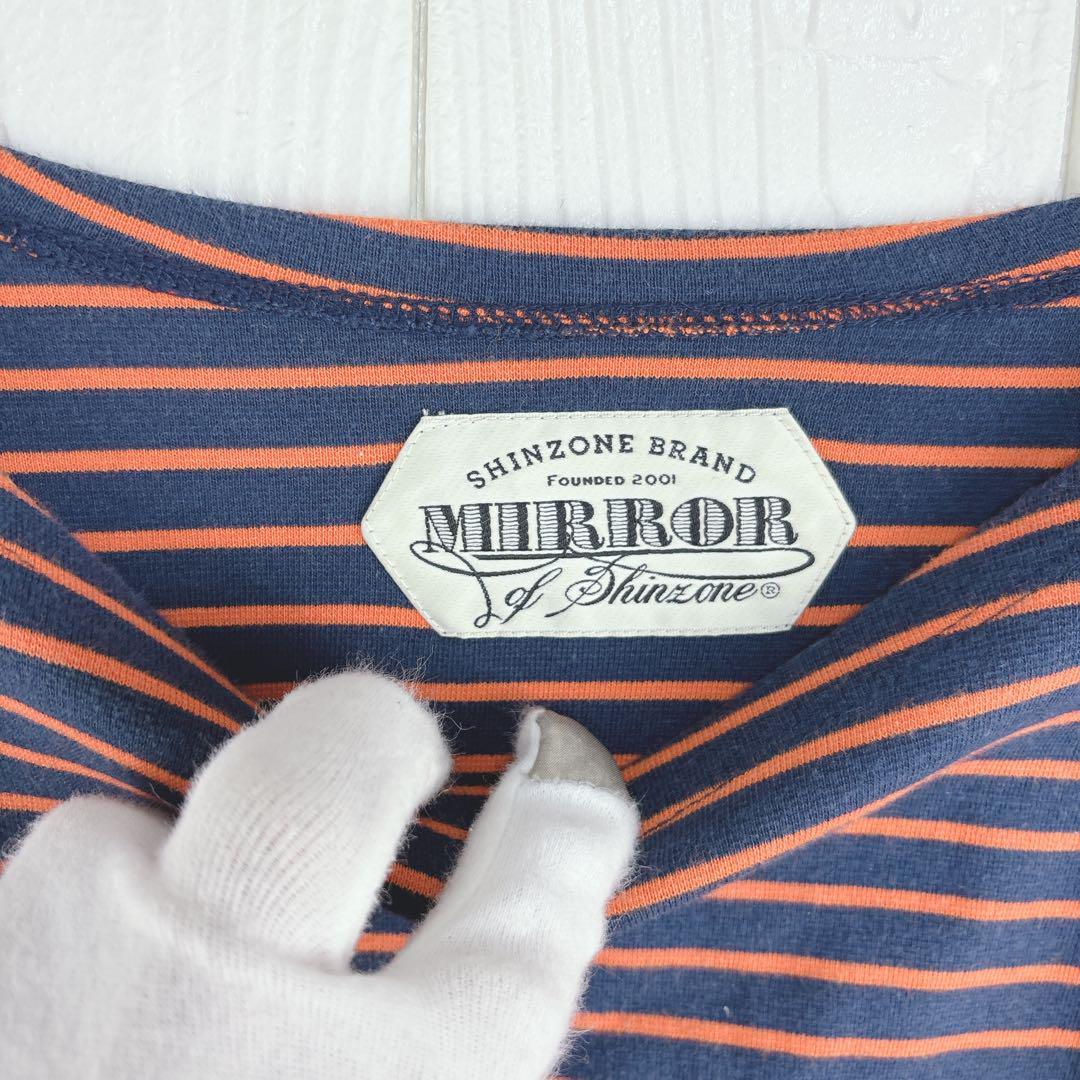 SHINZONE BRAND
FOUNDED 2001
MIRROR
of Shinzone®